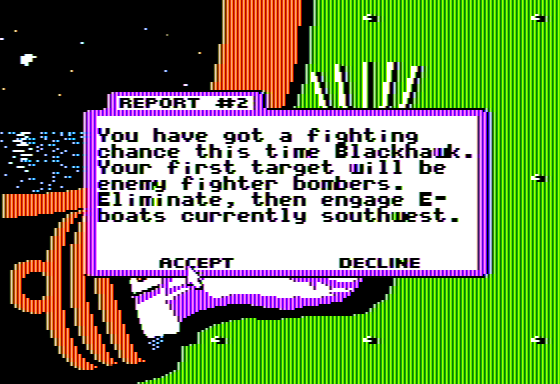 REPORT #2
You have got a fighting
chance this time Blackhawk.
Your first target will be
enemy fighter bombers.
Eliminate, then engage E-
boats currently southwest.
ACCEPT DECLINE